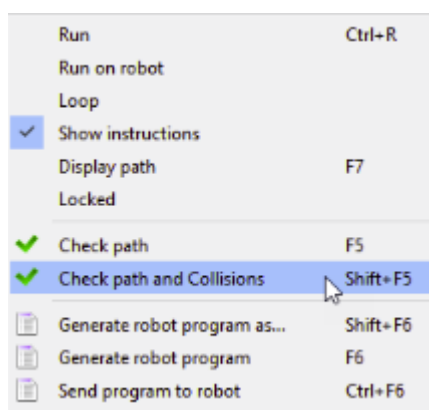 Run Ctrl+R
Run on robot
Loop
Show instructions
Display path F7
Locked
Check path F5
Check path and Collisions Shift+F5
Generate robot program as... Shift+F6
Generate robot program F6
Send program to robot Ctrl+F6